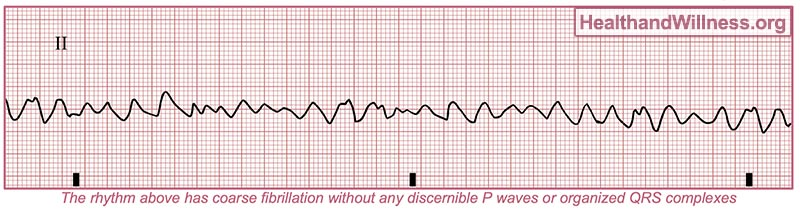 HealthandWillness.org
II
The rhythm above has coarse fibrillation without any discernible P waves or organized QRS complexes